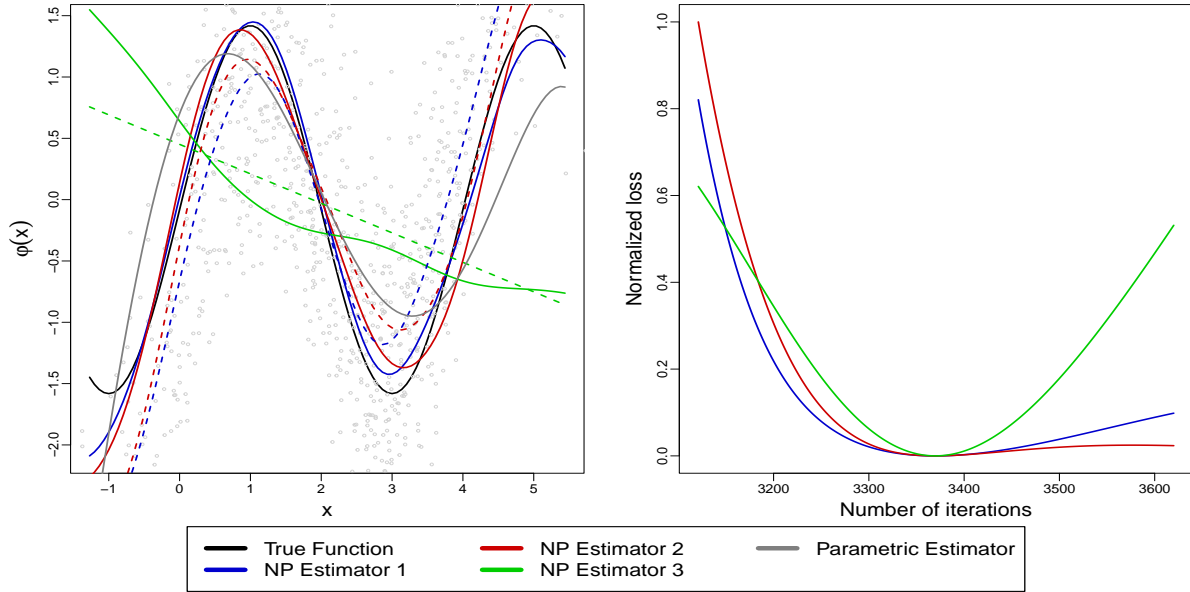 1.5
1.0
0.5
0.0
−0.5
−1.0
−1.5
−2.0
φ(x)
−1 0 1 2 3 4 5
x
1.0
0.8
0.6
0.4
0.2
0.0
Normalized loss
3200 3300 3400 3500 3600
Number of iterations
True Function NP Estimator 2 Parametric Estimator
NP Estimator 1 NP Estimator 3